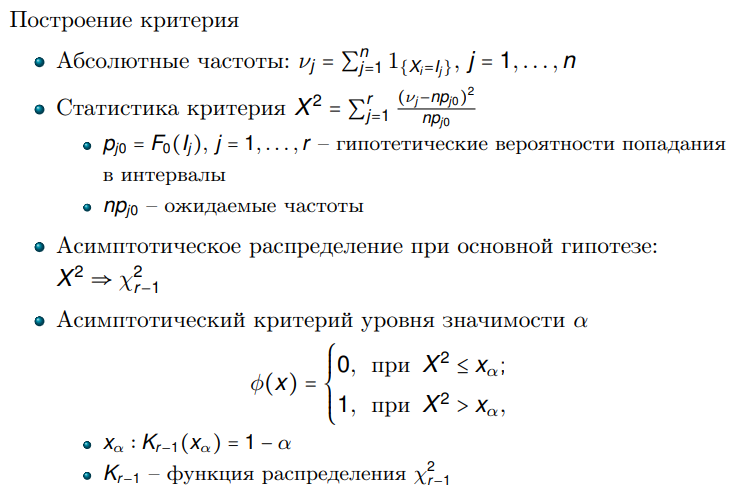 Построение критерия
Абсолютные частоты: $\nu_j = \sum_{j=1}^{n} 1_{\{X_i = I_j\}}$, $j = 1, \ldots, n$
Статистика критерия $X^2 = \sum_{j=1}^{r} \frac{(\nu_j - np_{j0})^2}{np_{j0}}$
$p_{j0} = F_0(I_j)$, $j = 1, \ldots, r$ – гипотетические вероятности попадания
в интервалы
$np_{j0}$ – ожидаемые частоты
Асимптотическое распределение при основной гипотезе:
$X^2 \Rightarrow \chi^2_{r-1}$
Асимптотический критерий уровня значимости $\alpha$
$\phi(x) = \begin{cases} 0, & \text{при } X^2 \leq x_\alpha; \\ 1, & \text{при } X^2 > x_\alpha, \end{cases}$
$x_\alpha : K_{r-1}(x_\alpha) = 1 - \alpha$
$K_{r-1}$ – функция распределения $\chi^2_{r-1}$